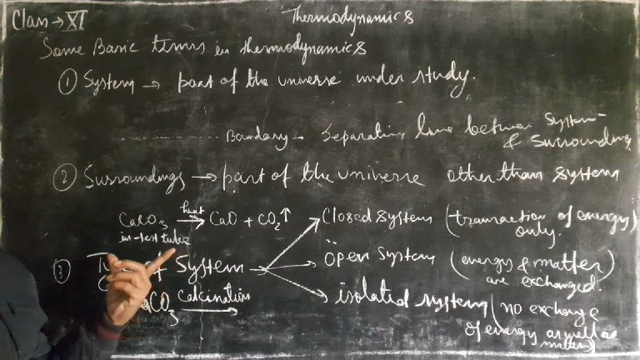 Class → XI
Thermodynamics
Some Basic terms in thermodynamics
① System → part of the universe under study.
Boundary - Separating line between System
& Surroundings
② Surroundings → part of the universe other than System
CaCO3 heat → CaO + CO2 ↑
in-test tube
Closed System (transaction of energy)
only.
③ of System →
Open System (energy & matter)
are exchanged.
CO3 Calcination →
isolated system (no exchange
of energy as well as
matter)